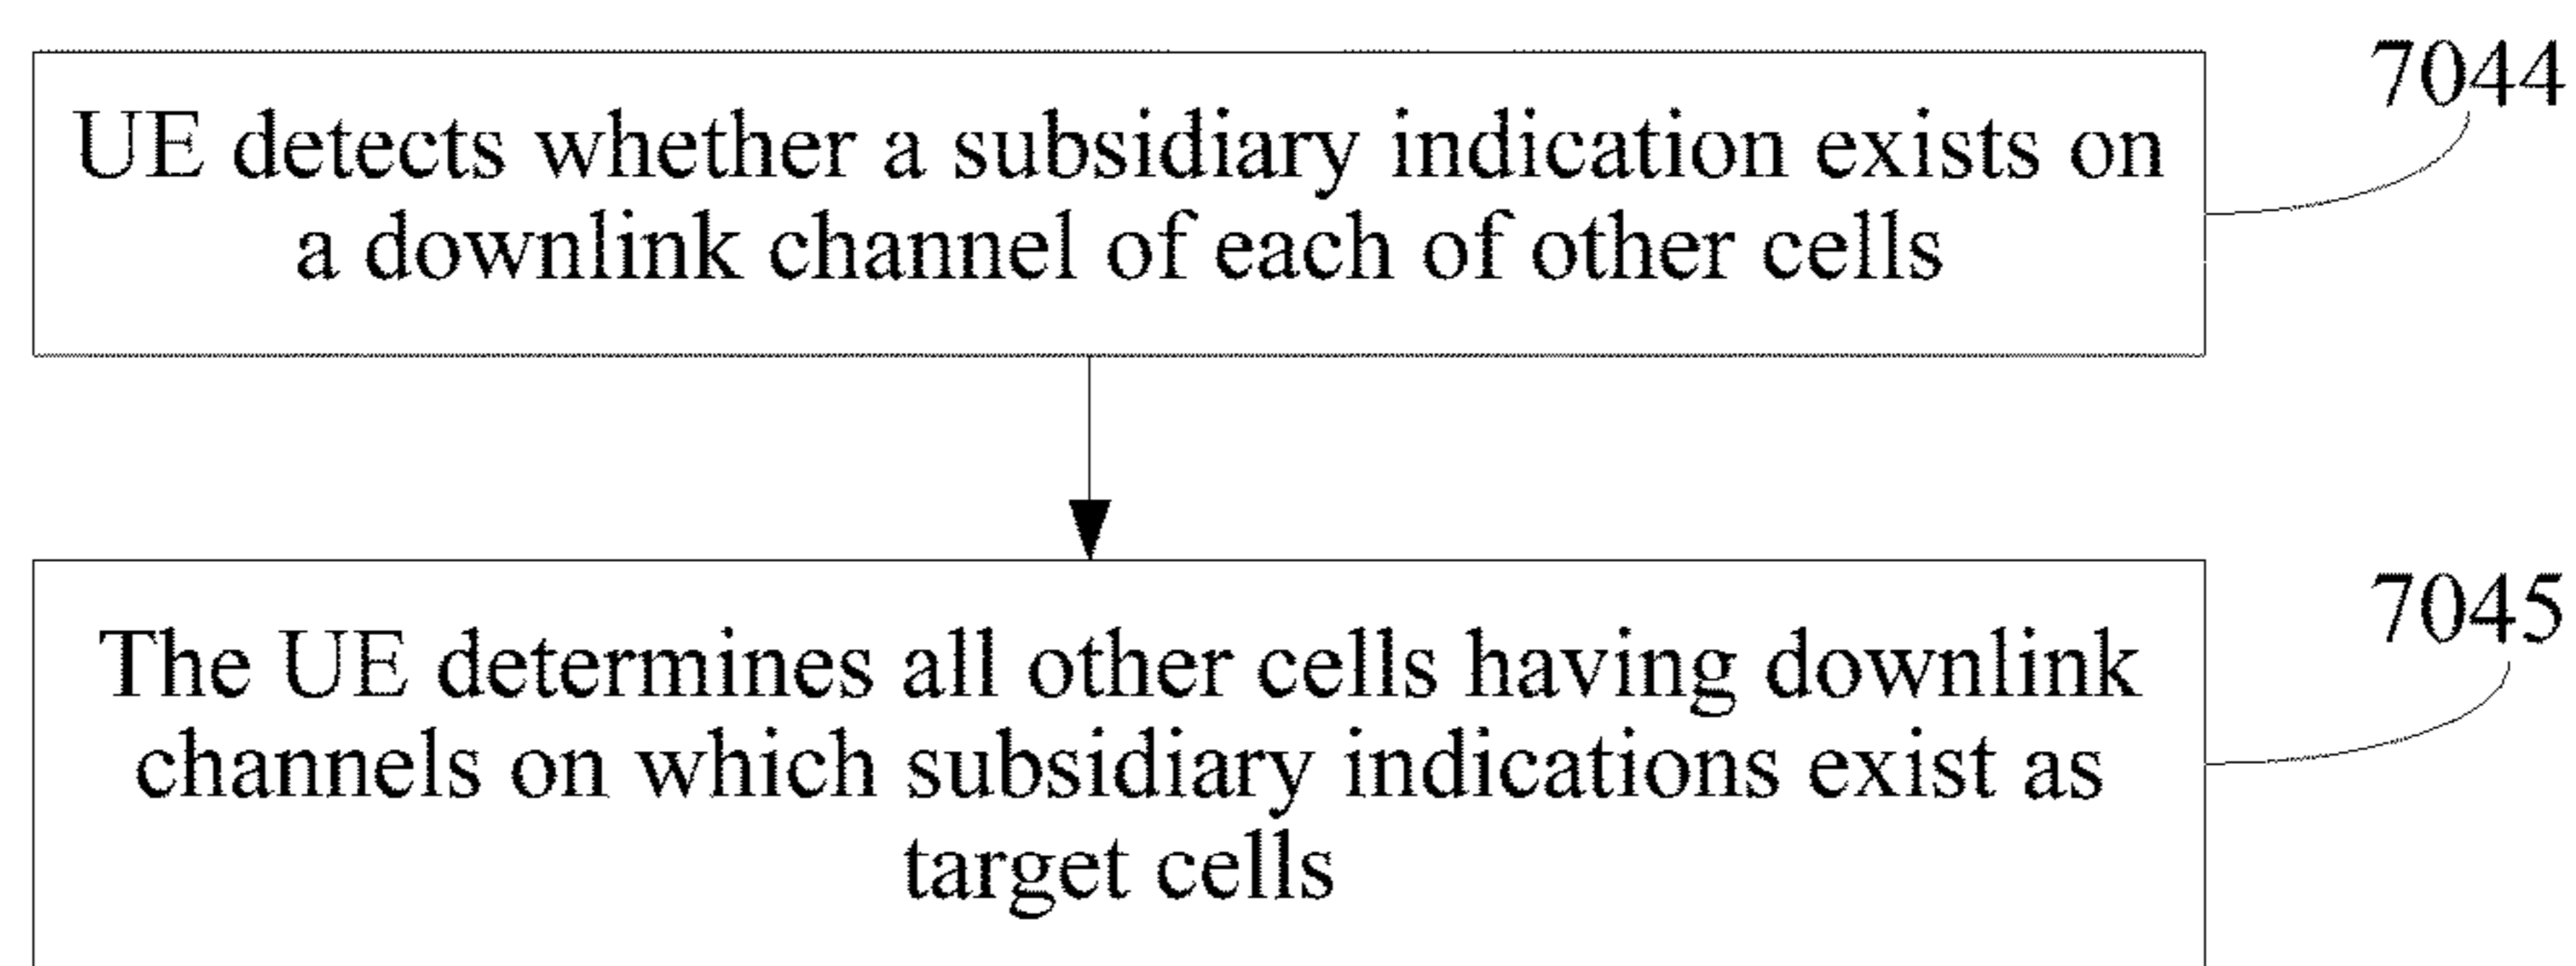 7044
UE detects whether a subsidiary indication exists on
a downlink channel of each of other cells
7045
The UE determines all other cells having downlink
channels on which subsidiary indications exist as
target cells